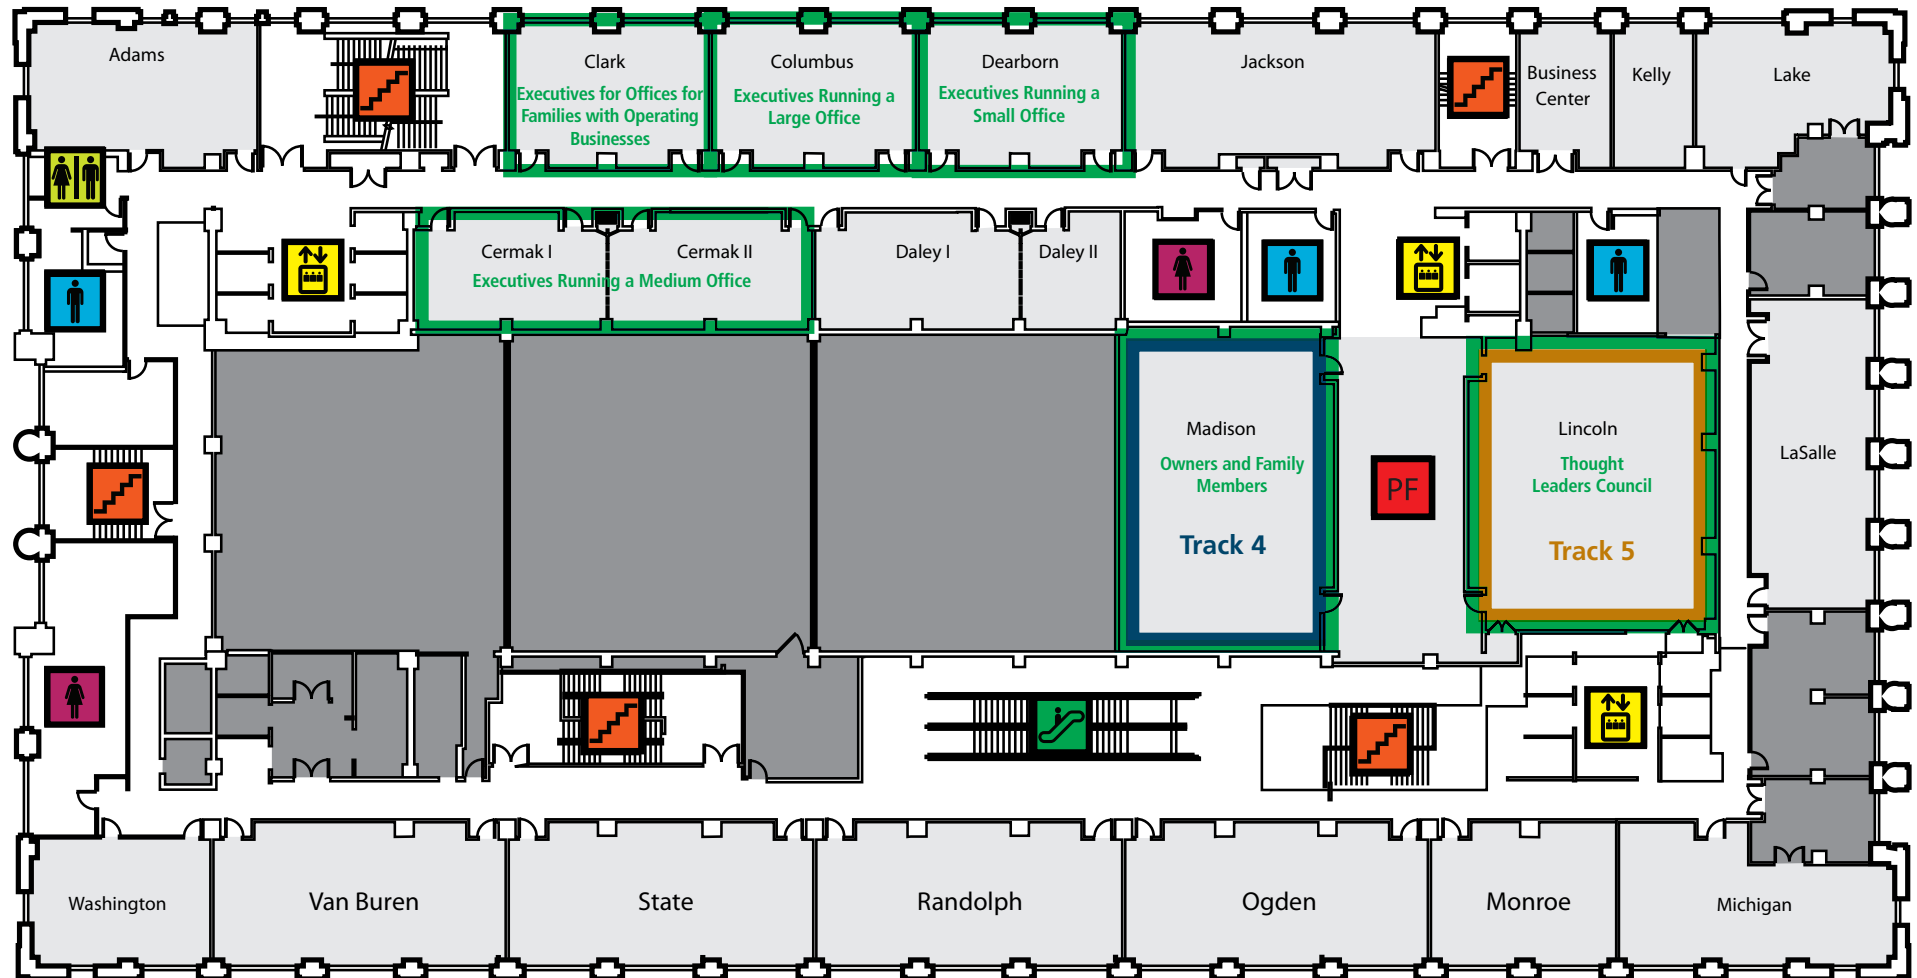 Adams
Clark
Executives for Offices for
Families with Operating
Businesses
Columbus
Executives Running a
Large Office
Dearborn
Executives Running a
Small Office
Jackson
Business
Center
Kelly
Lake
Cermak I
Cermak II
Executives Running a Medium Office
Daley I
Daley II
Madison
Owners and Family
Members
Track 4
PF
Lincoln
Thought
Leaders Council
Track 5
LaSalle
Washington
Van Buren
State
Randolph
Ogden
Monroe
Michigan